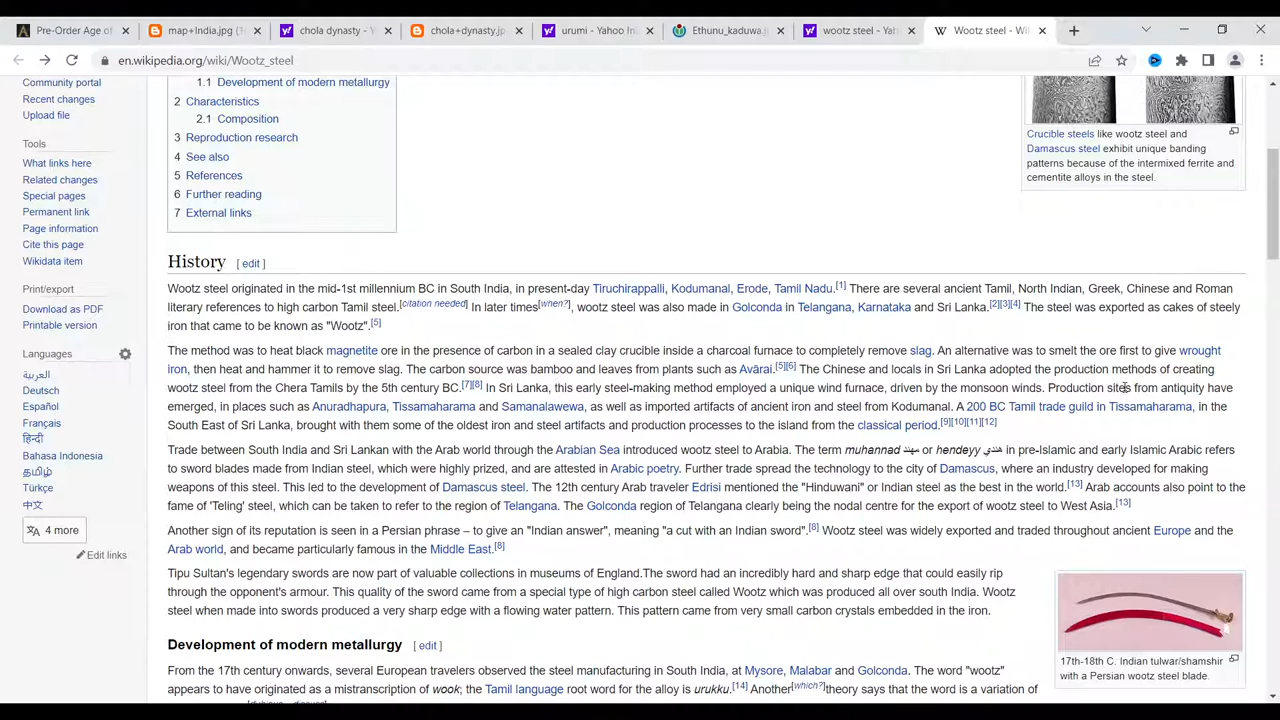 Pre-Order Age of
map+India.jpg (1
chola dynasty -
chola+dynasty.jp
urumi - Yahoo In
Ethunu_kaduwa.jp
wootz steel - Yah
Wootz steel - Wi
en.wikipedia.org/wiki/Wootz_steel
Community portal
Recent changes
Upload file
Tools
What links here
Related changes
Special pages
Permanent link
Page information
Cite this page
Wikidata item
Print/export
Download as PDF
Printable version
Languages
العربية
Deutsch
Español
Français
हिन्दी
Bahasa Indonesia
தமிழ்
Türkçe
中文
4 more
Edit links
1.1 Development of modern metallurgy
2 Characteristics
2.1 Composition
3 Reproduction research
4 See also
5 References
6 Further reading
7 External links
Crucible steels like wootz steel and
Damascus steel exhibit unique banding
patterns because of the intermixed ferrite and
cementite alloys in the steel.
History [ edit ]
Wootz steel originated in the mid-1st millennium BC in South India, in present-day Tiruchirappalli, Kodumanal, Erode, Tamil Nadu.[1] There are several ancient Tamil, North Indian, Greek, Chinese and Roman
literary references to high carbon Tamil steel.[citation needed] In later times[when?], wootz steel was also made in Golconda in Telangana, Karnataka and Sri Lanka.[2][3][4] The steel was exported as cakes of steely
iron that came to be known as "Wootz".[5]
The method was to heat black magnetite ore in the presence of carbon in a sealed clay crucible inside a charcoal furnace to completely remove slag. An alternative was to smelt the ore first to give wrought
iron, then heat and hammer it to remove slag. The carbon source was bamboo and leaves from plants such as Avārai.[5][6] The Chinese and locals in Sri Lanka adopted the production methods of creating
wootz steel from the Chera Tamils by the 5th century BC.[7][8] In Sri Lanka, this early steel-making method employed a unique wind furnace, driven by the monsoon winds. Production sites from antiquity have
emerged, in places such as Anuradhapura, Tissamaharama and Samanalawewa, as well as imported artifacts of ancient iron and steel from Kodumanal. A 200 BC Tamil trade guild in Tissamaharama, in the
South East of Sri Lanka, brought with them some of the oldest iron and steel artifacts and production processes to the island from the classical period.[9][10][11][12]
Trade between South India and Sri Lankan with the Arab world through the Arabian Sea introduced wootz steel to Arabia. The term muhannad مهند or hendeyy هندي in pre-Islamic and early Islamic Arabic refers
to sword blades made from Indian steel, which were highly prized, and are attested in Arabic poetry. Further trade spread the technology to the city of Damascus, where an industry developed for making
weapons of this steel. This led to the development of Damascus steel. The 12th century Arab traveler Edrisi mentioned the "Hinduwani" or Indian steel as the best in the world.[13] Arab accounts also point to the
fame of 'Teling' steel, which can be taken to refer to the region of Telangana. The Golconda region of Telangana clearly being the nodal centre for the export of wootz steel to West Asia.[13]
Another sign of its reputation is seen in a Persian phrase – to give an "Indian answer", meaning "a cut with an Indian sword".[8] Wootz steel was widely exported and traded throughout ancient Europe and the
Arab world, and became particularly famous in the Middle East.[8]
Tipu Sultan's legendary swords are now part of valuable collections in museums of England.The sword had an incredibly hard and sharp edge that could easily rip
through the opponent's armour. This quality of the sword came from a special type of high carbon steel called Wootz which was produced all over south India. Wootz
steel when made into swords produced a very sharp edge with a flowing water pattern. This pattern came from very small carbon crystals embedded in the iron.
17th-18th C. Indian tulwar/shamshir
with a Persian wootz steel blade.
Development of modern metallurgy [ edit ]
From the 17th century onwards, several European travelers observed the steel manufacturing in South India, at Mysore, Malabar and Golconda. The word "wootz"
appears to have originated as a mistranscription of wook; the Tamil language root word for the alloy is urukku.[14] Another[which?]theory says that the word is a variation of